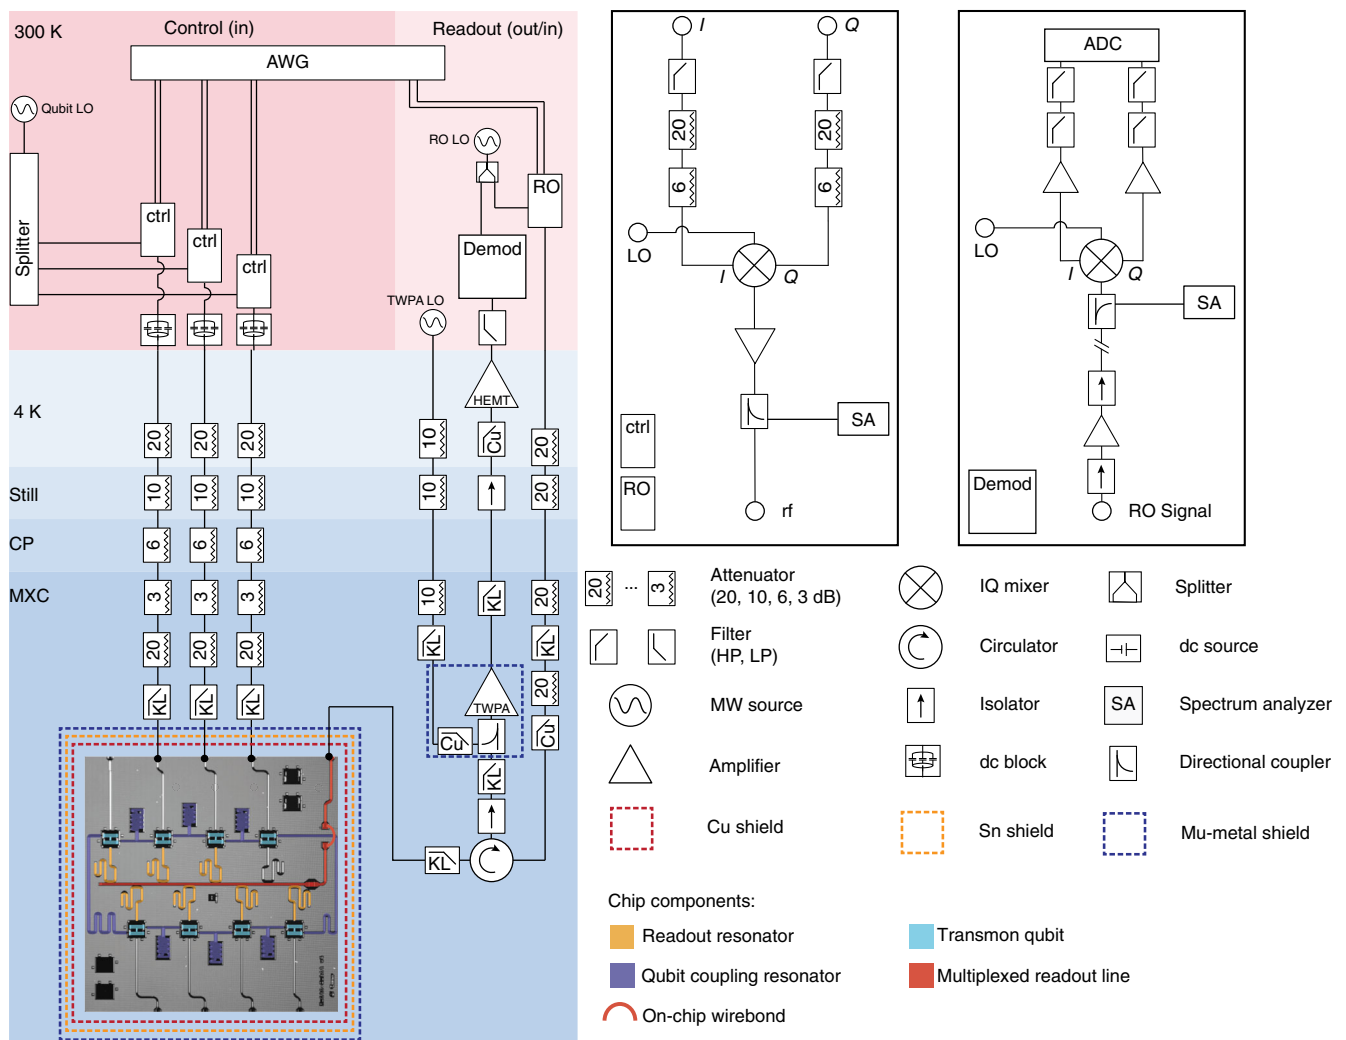 300 K
Control (in)
Readout (out/in)
AWG
Qubit LO
RO LO
RO
ctrl
ctrl
ctrl
Splitter
Demod
TWPA LO
4 K
HEMT
20
20
20
10
Cu
20
Still
10
10
10
10
20
CP
6
6
6
MXC
3
3
3
10
KL
20
20
20
20
KL
KL
20
KL
KL
KL
TWPA
Cu
Cu
KL
KL
I
Q
20
20
6
6
LO
I
Q
SA
ctrl
RO
rf
ADC
LO
I
Q
SA
Demod
RO Signal
20 ... 3
Attenuator
(20, 10, 6, 3 dB)
IQ mixer
Splitter
Filter
(HP, LP)
Circulator
dc source
MW source
Isolator
SA
Spectrum analyzer
Amplifier
dc block
Directional coupler
Cu shield
Sn shield
Mu-metal shield
Chip components:
Readout resonator
Transmon qubit
Qubit coupling resonator
Multiplexed readout line
On-chip wirebond